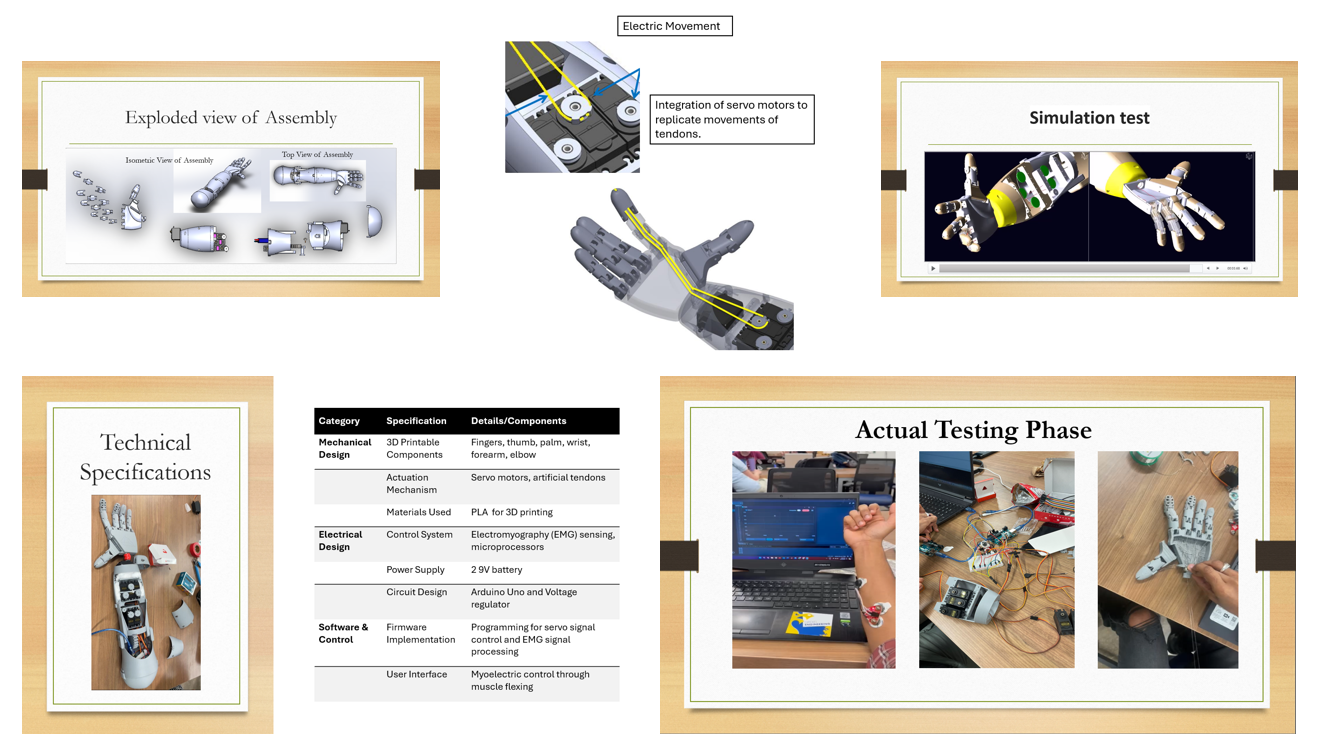 Electric Movement
Exploded view of Assembly
Isometric View of Assembly
Top View of Assembly
Integration of servo motors to
replicate movements of
tendons.
Simulation test
Technical
Specifications
Category Specification Details/Components
Mechanical Design 3D Printable Components Fingers, thumb, palm, wrist, forearm, elbow
Actuation Mechanism Servo motors, artificial tendons
Materials Used PLA for 3D printing
Electrical Design Control System Electromyography (EMG) sensing, microprocessors
Power Supply 2 9V battery
Circuit Design Arduino Uno and Voltage regulator
Software & Control Firmware Implementation Programming for servo signal control and EMG signal processing
User Interface Myoelectric control through muscle flexing
Actual Testing Phase